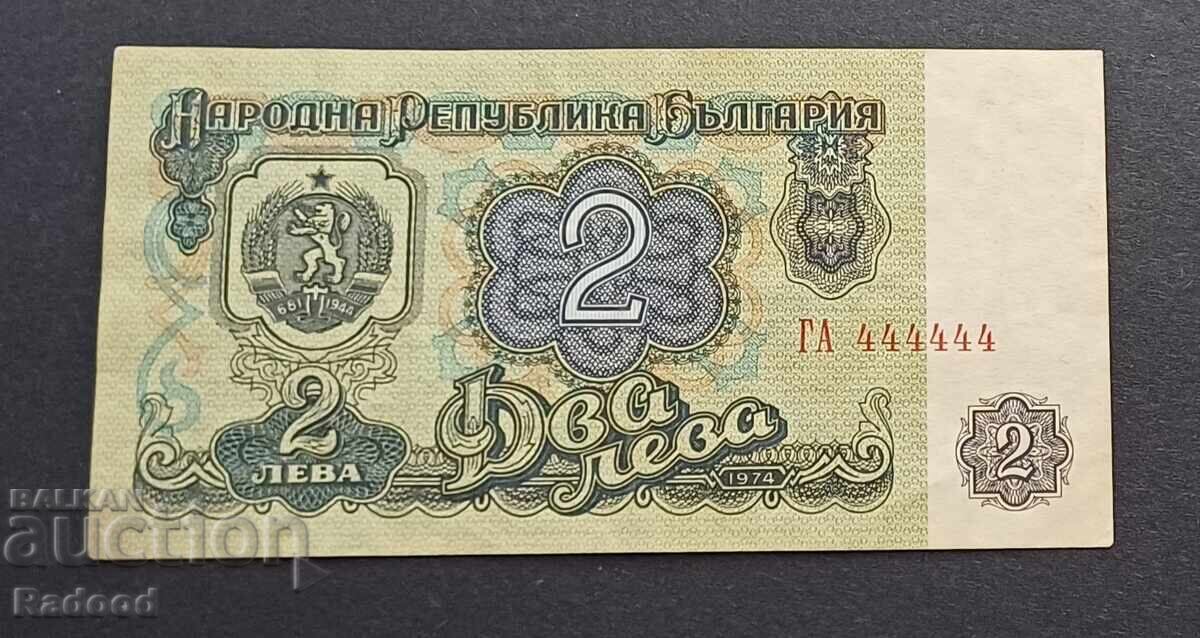 НАРОДНА РЕПУБЛИКА БЪЛГАРИЯ
681 1944
2
ГА 444444
2
ЛЕВА
Два
лева
1974
2
BALKAN
auction
Radood